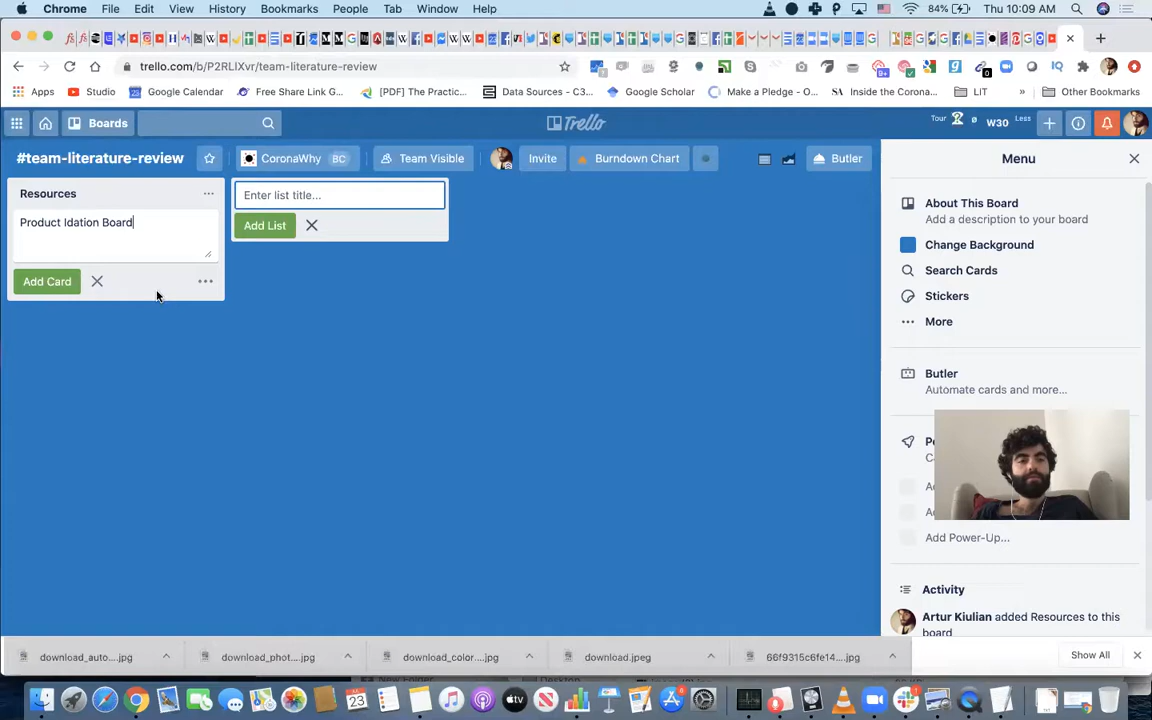 Chrome File Edit View History Bookmarks People Tab Window Help 84% Thu 10:09 AM
trello.com/b/P2RLIXvr/team-literature-review
Apps Studio Google Calendar Free Share Link G... [PDF] The Practic... Data Sources - C3... Google Scholar Make a Pledge - O... Inside the Corona... LIT Other Bookmarks
Boards Trello Tour W30 Less
#team-literature-review CoronaWhy BC Team Visible Invite Burndown Chart Butler Menu
Resources
Enter list title...
Product Idation Board
Add List
Add Card
About This Board
Add a description to your board
Change Background
Search Cards
Stickers
More
Butler
Automate cards and more...
Add Power-Up...
Activity
Artur Kiulian added Resources to this
board
download_auto....jpg download_phot....jpg download_color....jpg download.jpeg 66f9315c6fe14....jpg Show All